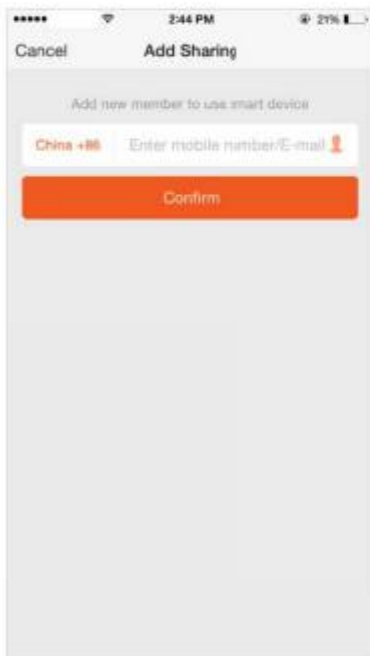 2:44 PM 21%
Cancel Add Sharing
Add new member to use smart device
China +86 Enter mobile number/E-mail
Confirm